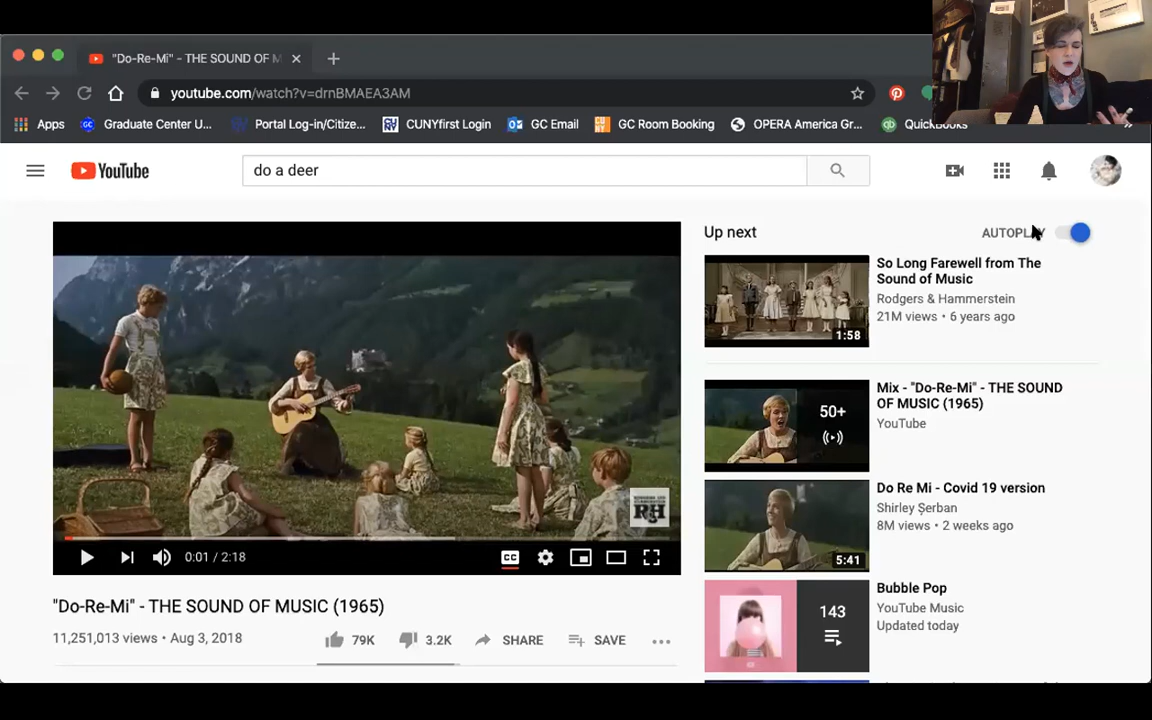 "Do-Re-Mi" - THE SOUND OF M
youtube.com/watch?v=drnBMAEA3AM
Apps
Graduate Center U...
Portal Log-in/Citize...
CUNYfirst Login
GC Email
GC Room Booking
OPERA America Gr...
QuickBooks
YouTube
do a deer
Up next
AUTOPLAY
So Long Farewell from The
Sound of Music
Rodgers & Hammerstein
21M views • 6 years ago
1:58
Mix - "Do-Re-Mi" - THE SOUND
OF MUSIC (1965)
YouTube
50+
Do Re Mi - Covid 19 version
Shirley Șerban
8M views • 2 weeks ago
5:41
Bubble Pop
YouTube Music
Updated today
143
R&H
CC
0:01 / 2:18
"Do-Re-Mi" - THE SOUND OF MUSIC (1965)
11,251,013 views • Aug 3, 2018
79K
3.2K
SHARE
SAVE